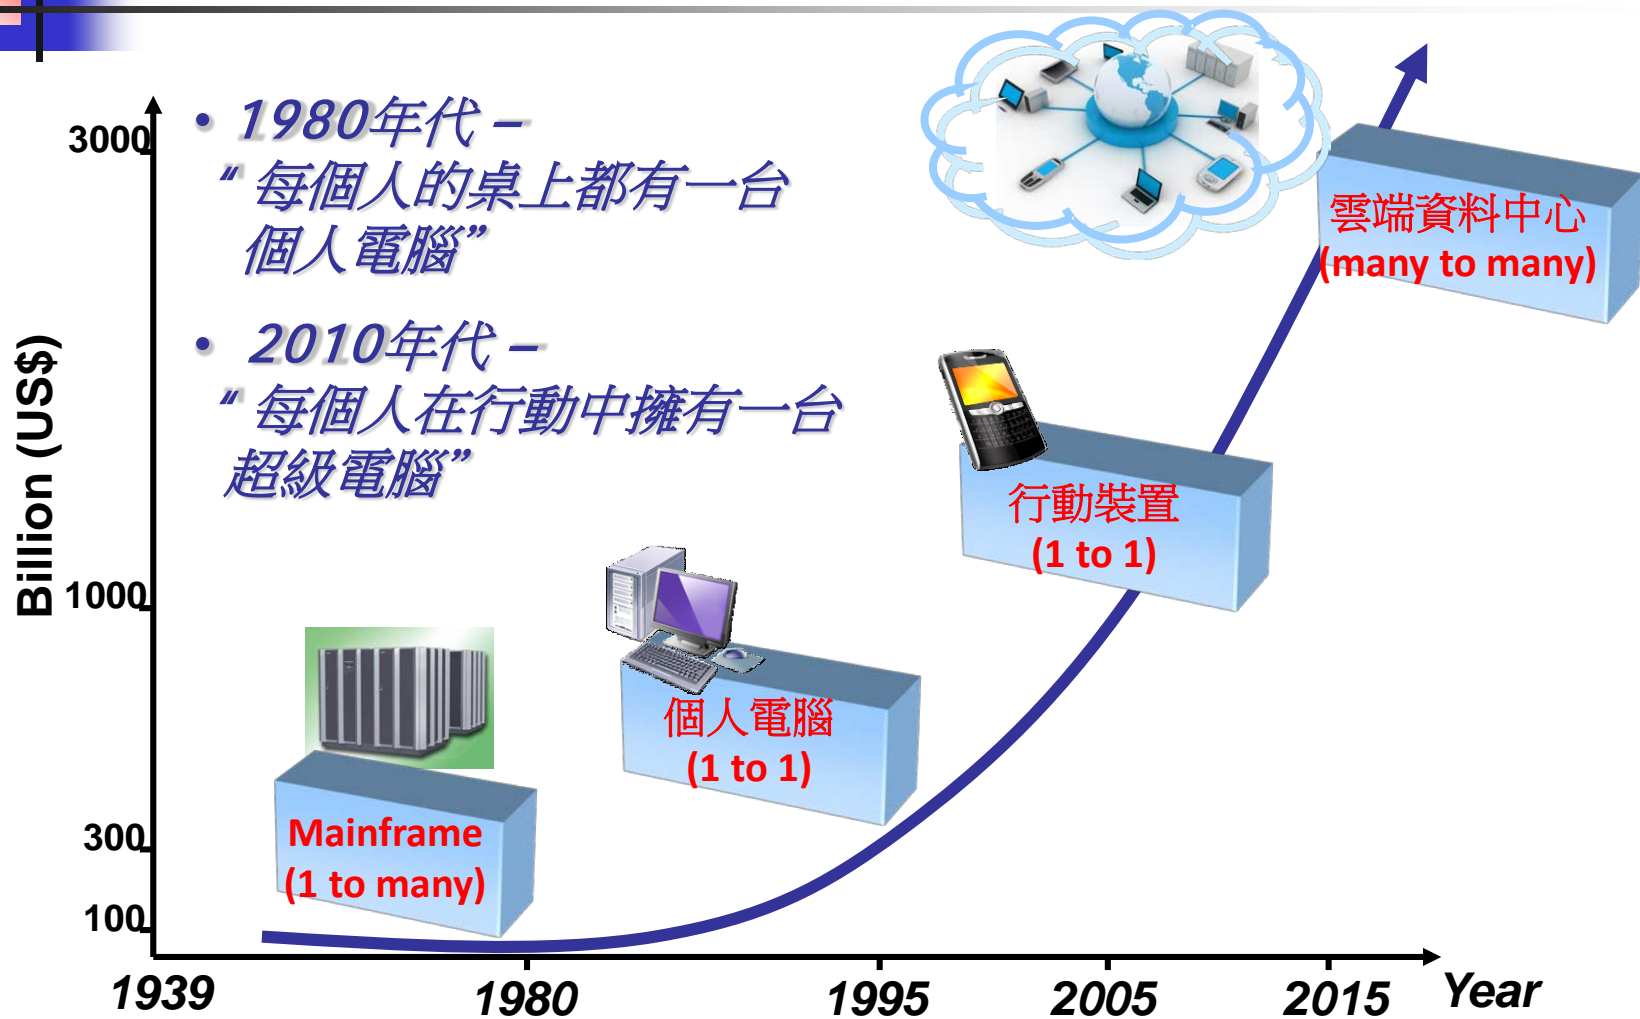 • 1980年代 –
“ 每個人的桌上都有一台
個人電腦”
• 2010年代 –
“ 每個人在行動中擁有一台
超級電腦”
Billion (US$)
3000
1000
300
100
雲端資料中心
(many to many)
行動裝置
(1 to 1)
個人電腦
(1 to 1)
Mainframe
(1 to many)
1939
1980
1995
2005
2015
Year